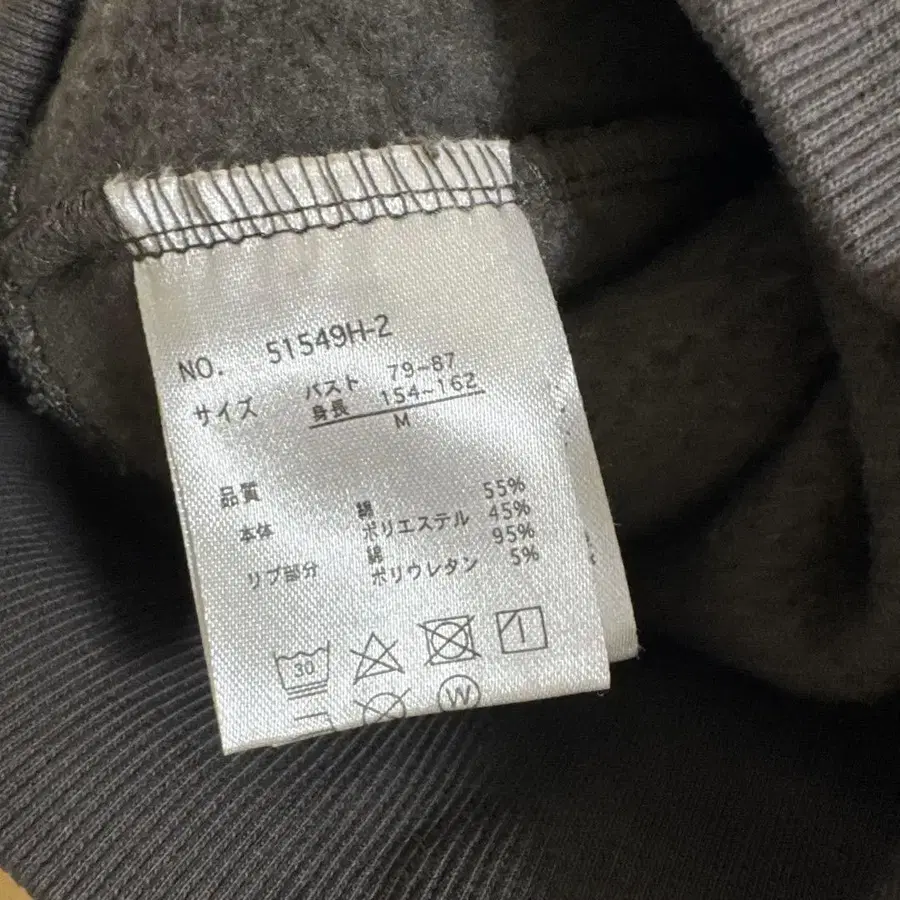 NO. 51549H-2
サイズ バスト 79~87
身長 154~162
M
品質
本体 綿 55%
ポリエステル 45%
リブ部分 綿 95%
ポリウレタン 5%
30
W